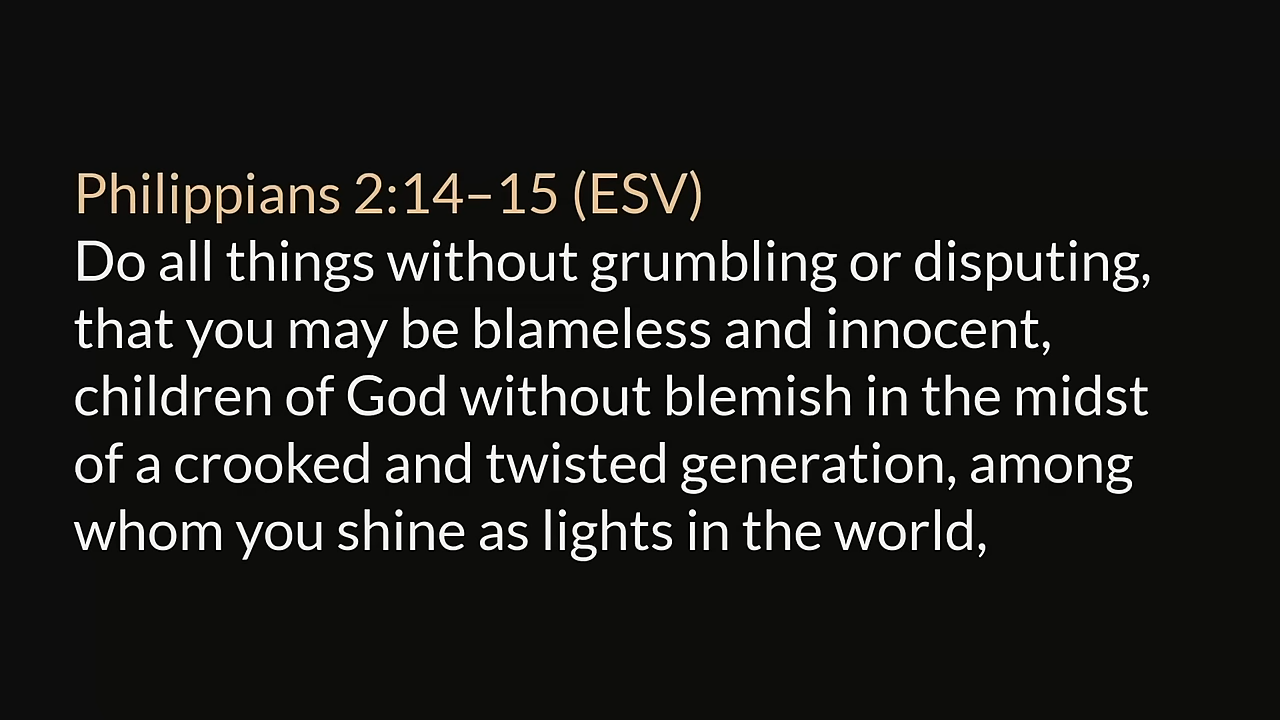 Philippians 2:14–15 (ESV)
Do all things without grumbling or disputing,
that you may be blameless and innocent,
children of God without blemish in the midst
of a crooked and twisted generation, among
whom you shine as lights in the world,